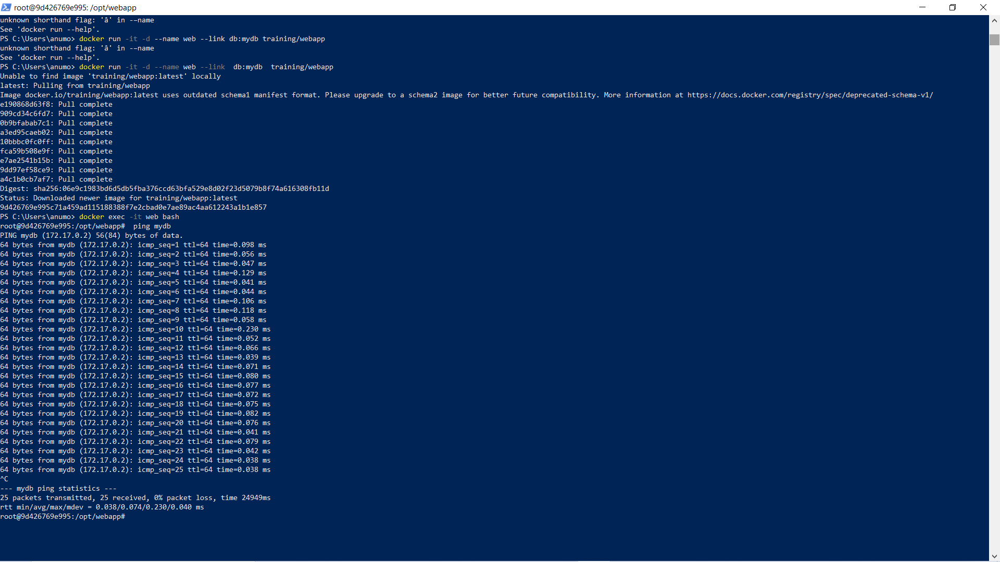 root@9d426769e995: /opt/webapp
unknown shorthand flag: 'â' in -–name
See 'docker run --help'.
PS C:\Users\anumo> docker run -it -d -–name web -–link db:mydb training/webapp
unknown shorthand flag: 'â' in -–name
See 'docker run --help'.
PS C:\Users\anumo> docker run -it -d --name web --link  db:mydb  training/webapp
Unable to find image 'training/webapp:latest' locally
latest: Pulling from training/webapp
Image docker.io/training/webapp:latest uses outdated schema1 manifest format. Please upgrade to a schema2 image for better future compatibility. More information at https://docs.docker.com/registry/spec/deprecated-schema-v1/
e190868d63f8: Pull complete
909cd34c6fd7: Pull complete
0b9bfabab7c1: Pull complete
a3ed95caeb02: Pull complete
10bbbc0fc0ff: Pull complete
fca59b508e9f: Pull complete
e7ae2541b15b: Pull complete
9dd97ef58ce9: Pull complete
a4c1b0cb7af7: Pull complete
Digest: sha256:06e9c1983bd6d5db5fba376ccd63bfa529e8d02f23d5079b8f74a616308fb11d
Status: Downloaded newer image for training/webapp:latest
9d426769e995c71a459ad115188388f7e2cbad0e7ae89ac4aa612243a1b1e857
PS C:\Users\anumo> docker exec -it web bash
root@9d426769e995:/opt/webapp#  ping mydb
PING mydb (172.17.0.2) 56(84) bytes of data.
64 bytes from mydb (172.17.0.2): icmp_seq=1 ttl=64 time=0.098 ms
64 bytes from mydb (172.17.0.2): icmp_seq=2 ttl=64 time=0.056 ms
64 bytes from mydb (172.17.0.2): icmp_seq=3 ttl=64 time=0.047 ms
64 bytes from mydb (172.17.0.2): icmp_seq=4 ttl=64 time=0.129 ms
64 bytes from mydb (172.17.0.2): icmp_seq=5 ttl=64 time=0.041 ms
64 bytes from mydb (172.17.0.2): icmp_seq=6 ttl=64 time=0.044 ms
64 bytes from mydb (172.17.0.2): icmp_seq=7 ttl=64 time=0.106 ms
64 bytes from mydb (172.17.0.2): icmp_seq=8 ttl=64 time=0.118 ms
64 bytes from mydb (172.17.0.2): icmp_seq=9 ttl=64 time=0.058 ms
64 bytes from mydb (172.17.0.2): icmp_seq=10 ttl=64 time=0.230 ms
64 bytes from mydb (172.17.0.2): icmp_seq=11 ttl=64 time=0.052 ms
64 bytes from mydb (172.17.0.2): icmp_seq=12 ttl=64 time=0.066 ms
64 bytes from mydb (172.17.0.2): icmp_seq=13 ttl=64 time=0.039 ms
64 bytes from mydb (172.17.0.2): icmp_seq=14 ttl=64 time=0.071 ms
64 bytes from mydb (172.17.0.2): icmp_seq=15 ttl=64 time=0.080 ms
64 bytes from mydb (172.17.0.2): icmp_seq=16 ttl=64 time=0.077 ms
64 bytes from mydb (172.17.0.2): icmp_seq=17 ttl=64 time=0.072 ms
64 bytes from mydb (172.17.0.2): icmp_seq=18 ttl=64 time=0.075 ms
64 bytes from mydb (172.17.0.2): icmp_seq=19 ttl=64 time=0.082 ms
64 bytes from mydb (172.17.0.2): icmp_seq=20 ttl=64 time=0.076 ms
64 bytes from mydb (172.17.0.2): icmp_seq=21 ttl=64 time=0.041 ms
64 bytes from mydb (172.17.0.2): icmp_seq=22 ttl=64 time=0.079 ms
64 bytes from mydb (172.17.0.2): icmp_seq=23 ttl=64 time=0.042 ms
64 bytes from mydb (172.17.0.2): icmp_seq=24 ttl=64 time=0.038 ms
64 bytes from mydb (172.17.0.2): icmp_seq=25 ttl=64 time=0.038 ms
^C
--- mydb ping statistics ---
25 packets transmitted, 25 received, 0% packet loss, time 24949ms
rtt min/avg/max/mdev = 0.038/0.074/0.230/0.040 ms
root@9d426769e995:/opt/webapp#